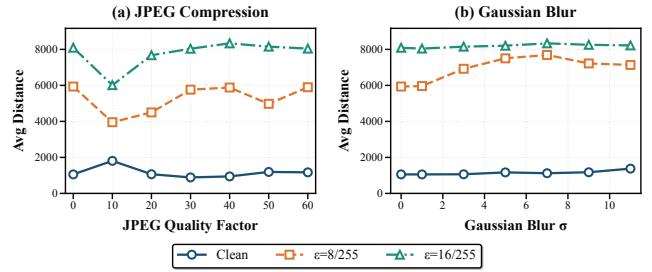 (a) JPEG Compression
(b) Gaussian Blur
Avg Distance
8000
6000
4000
2000
0
0 10 20 30 40 50 60
JPEG Quality Factor
Avg Distance
8000
6000
4000
2000
0
0 2 4 6 8 10
Gaussian Blur σ
Clean ε=8/255 ε=16/255